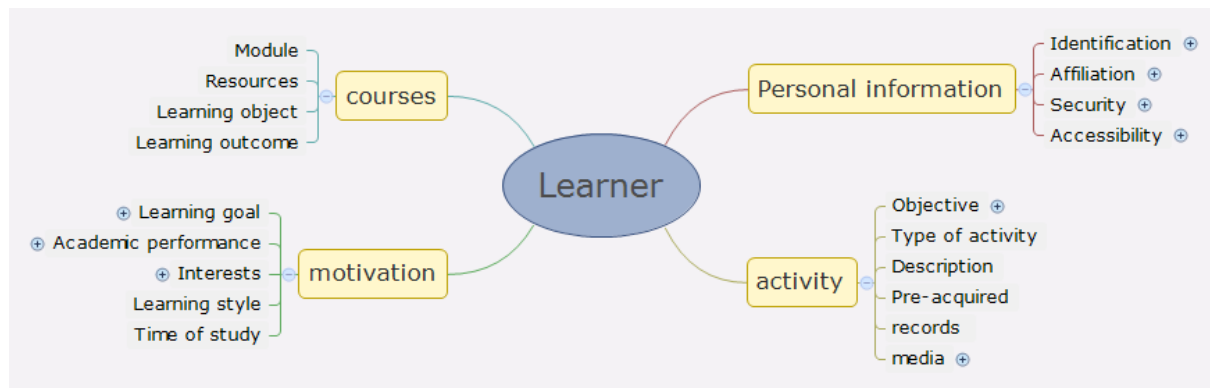 Module
Resources
Learning object
Learning outcome
courses
Learning goal
Academic performance
Interests
Learning style
Time of study
motivation
Learner
Personal information
Identification
Affiliation
Security
Accessibility
activity
Objective
Type of activity
Description
Pre-acquired
records
media